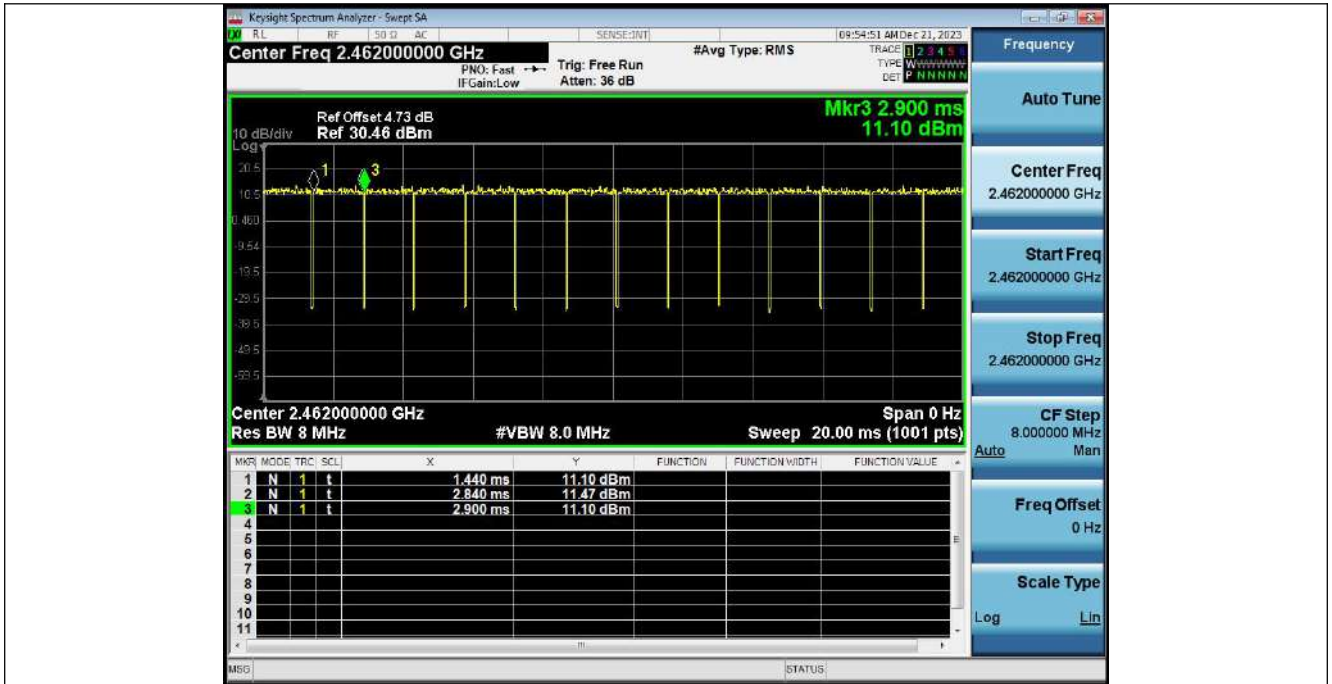 Keysight Spectrum Analyzer - Swept SA
RL RF 50 Ω AC SENSE:INT 09:54:51 AM Dec 21, 2023
Center Freq 2.462000000 GHz #Avg Type: RMS TRACE 1 2 3 4 5 6
PNO: Fast Trig: Free Run TYPE WWWWWW
IFGain:Low Atten: 36 dB DET P N N N N N
Mkr3 2.900 ms
11.10 dBm
Ref Offset 4.73 dB
10 dB/div Ref 30.46 dBm
Log
1 3
20.5
10.5
0.460
-9.54
-19.5
-29.5
-39.5
-49.5
-59.5
Center 2.462000000 GHz Span 0 Hz
Res BW 8 MHz #VBW 8.0 MHz Sweep 20.00 ms (1001 pts)
MKR MODE TRC SCL X Y FUNCTION FUNCTION WIDTH FUNCTION VALUE
1 N 1 t 1.440 ms 11.10 dBm
2 N 1 t 2.840 ms 11.47 dBm
3 N 1 t 2.900 ms 11.10 dBm
4
5
6
7
8
9
10
11
MSG STATUS
Frequency
Auto Tune
Center Freq
2.462000000 GHz
Start Freq
2.462000000 GHz
Stop Freq
2.462000000 GHz
CF Step
8.000000 MHz
Auto Man
Freq Offset
0 Hz
Scale Type
Log Lin